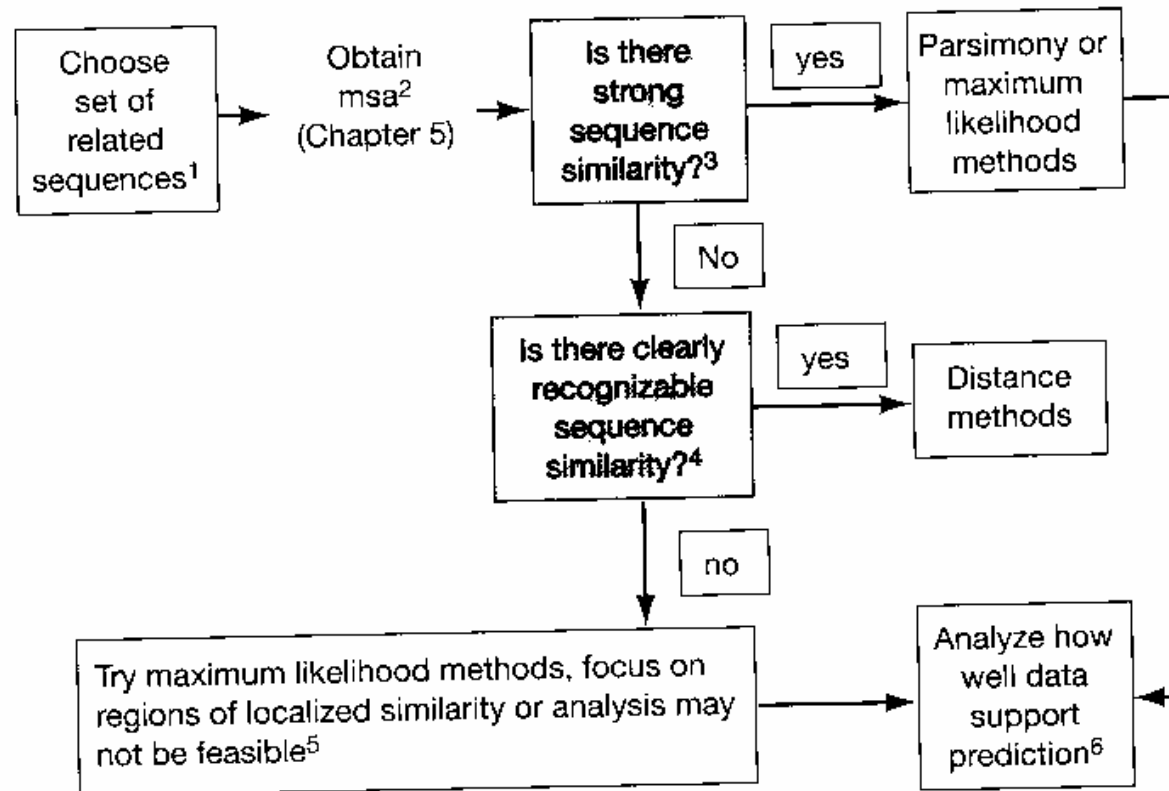 Choose
set of
related
sequences¹
Obtain
msa²
(Chapter 5)
Is there
strong
sequence
similarity?³
yes
Parsimony or
maximum
likelihood
methods
No
Is there clearly
recognizable
sequence
similarity?⁴
yes
Distance
methods
no
Try maximum likelihood methods, focus on
regions of localized similarity or analysis may
not be feasible⁵
Analyze how
well data
support
prediction⁶